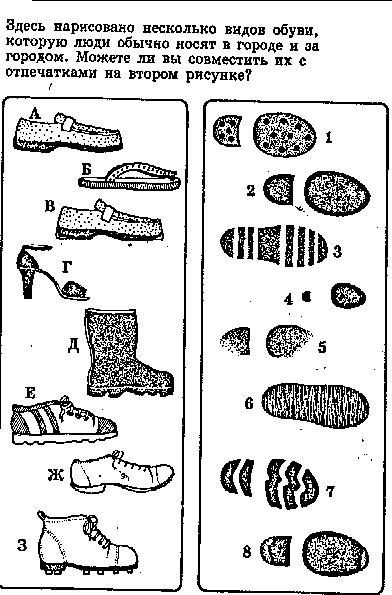 Здесь нарисовано несколько видов обуви,
которую люди обычно носят в городе и за
городом. Можете ли вы совместить их с
отпечатками на втором рисунке?
А
Б
В
Г
Д
Е
Ж
З
1
2
3
4
5
6
7
8